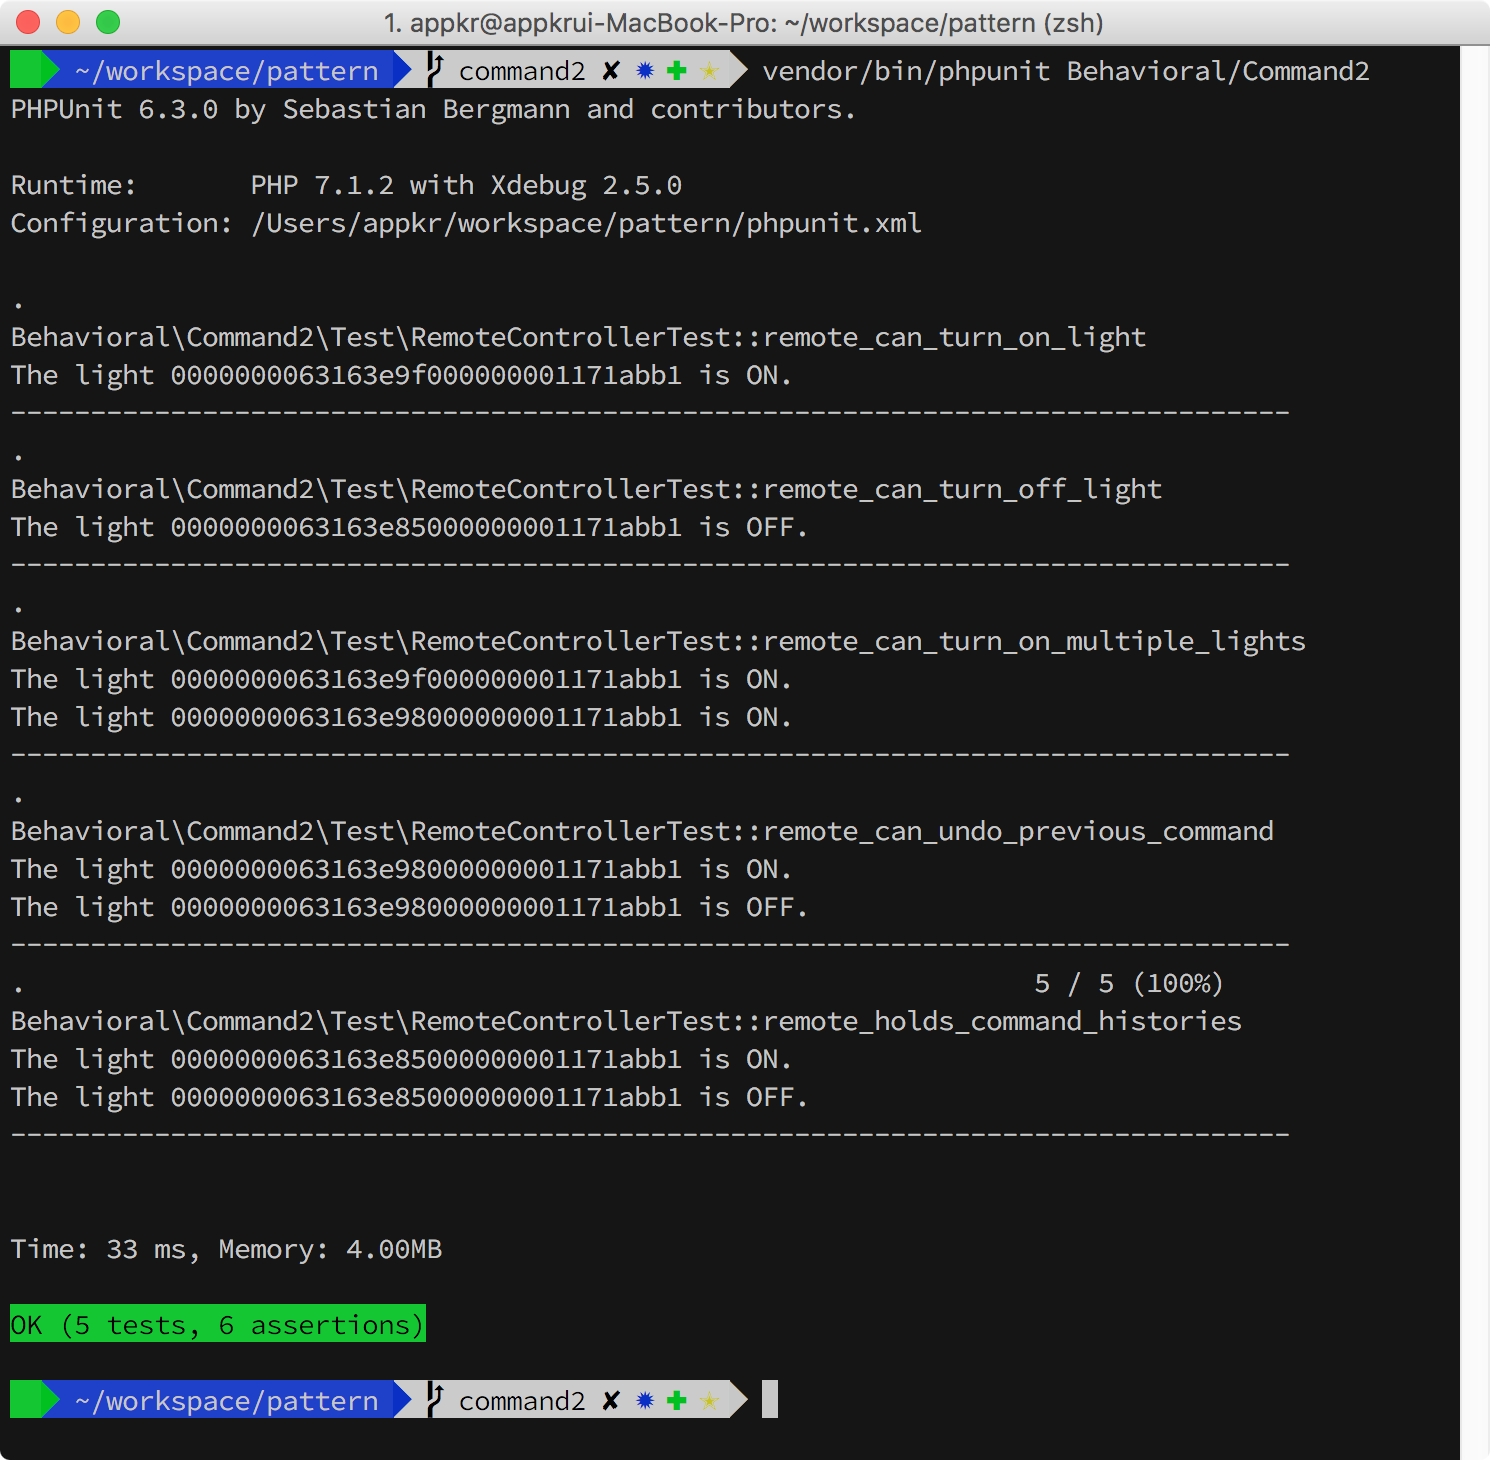 1. appkr@appkrui-MacBook-Pro: ~/workspace/pattern (zsh)
~/workspace/pattern command2 ✘ ✹ ✚ ✭ vendor/bin/phpunit Behavioral/Command2
PHPUnit 6.3.0 by Sebastian Bergmann and contributors.
Runtime:       PHP 7.1.2 with Xdebug 2.5.0
Configuration: /Users/appkr/workspace/pattern/phpunit.xml
.
Behavioral\Command2\Test\RemoteControllerTest::remote_can_turn_on_light
The light 0000000063163e9f000000001171abb1 is ON.
--------------------------------------------------------------------------------
.
Behavioral\Command2\Test\RemoteControllerTest::remote_can_turn_off_light
The light 0000000063163e85000000001171abb1 is OFF.
--------------------------------------------------------------------------------
.
Behavioral\Command2\Test\RemoteControllerTest::remote_can_turn_on_multiple_lights
The light 0000000063163e9f000000001171abb1 is ON.
The light 0000000063163e98000000001171abb1 is ON.
--------------------------------------------------------------------------------
.
Behavioral\Command2\Test\RemoteControllerTest::remote_can_undo_previous_command
The light 0000000063163e98000000001171abb1 is ON.
The light 0000000063163e98000000001171abb1 is OFF.
--------------------------------------------------------------------------------
.                                                               5 / 5 (100%)
Behavioral\Command2\Test\RemoteControllerTest::remote_holds_command_histories
The light 0000000063163e85000000001171abb1 is ON.
The light 0000000063163e85000000001171abb1 is OFF.
--------------------------------------------------------------------------------
Time: 33 ms, Memory: 4.00MB
OK (5 tests, 6 assertions)
~/workspace/pattern command2 ✘ ✹ ✚ ✭